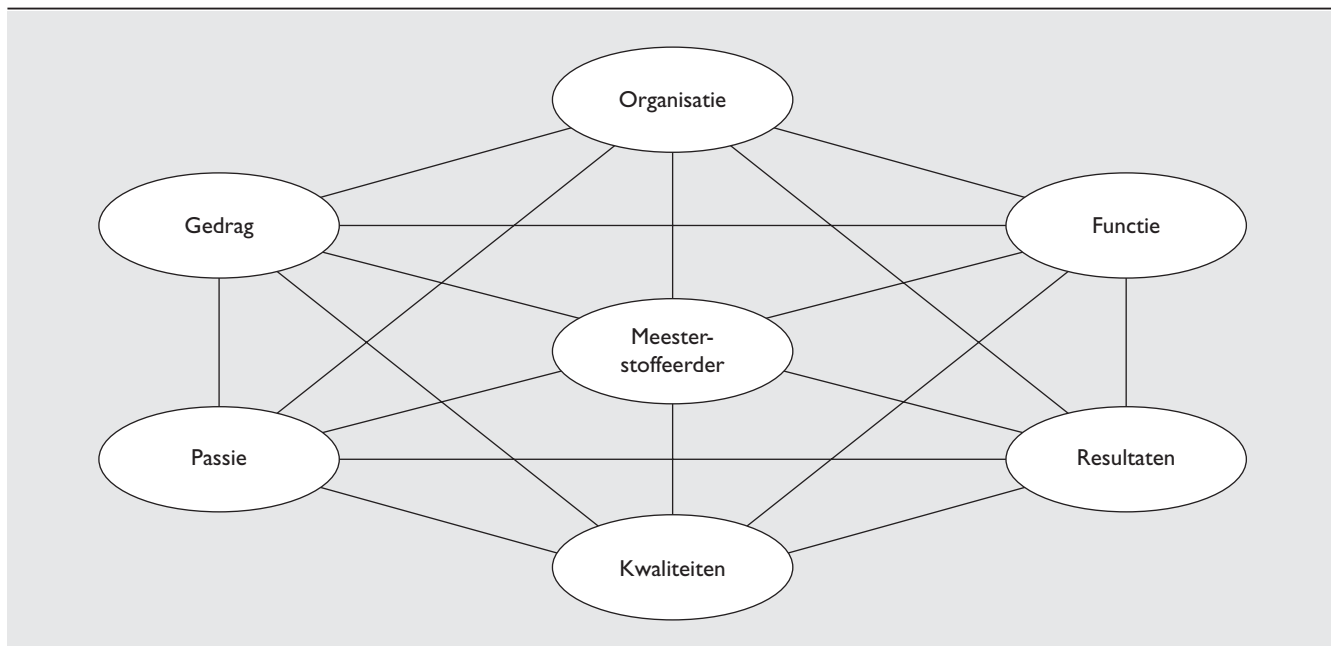 Organisatie
Gedrag
Functie
Meester-
stoffeerder
Passie
Resultaten
Kwaliteiten